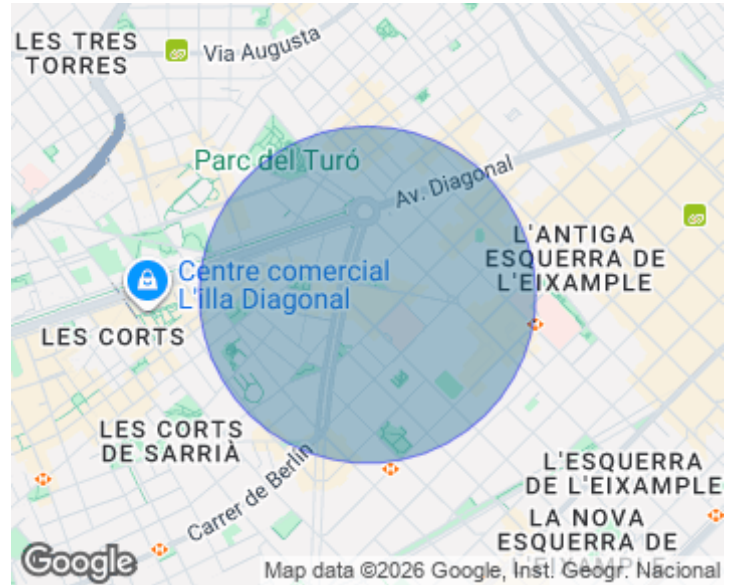 LES TRES
TORRES
Via Augusta
Parc del Turó
Av. Diagonal
L'ANTIGA
ESQUERRA DE
L'EIXAMPLE
Centre comercial
L'illa Diagonal
LES CORTS
LES CORTS
DE SARRIÀ
Carrer de Berlín
L'ESQUERRA
DE L'EIXAMPLE
LA NOVA
ESQUERRA DE
L'EIXAMPLE
Google
Map data ©2026 Google, Inst. Geogr. Nacional